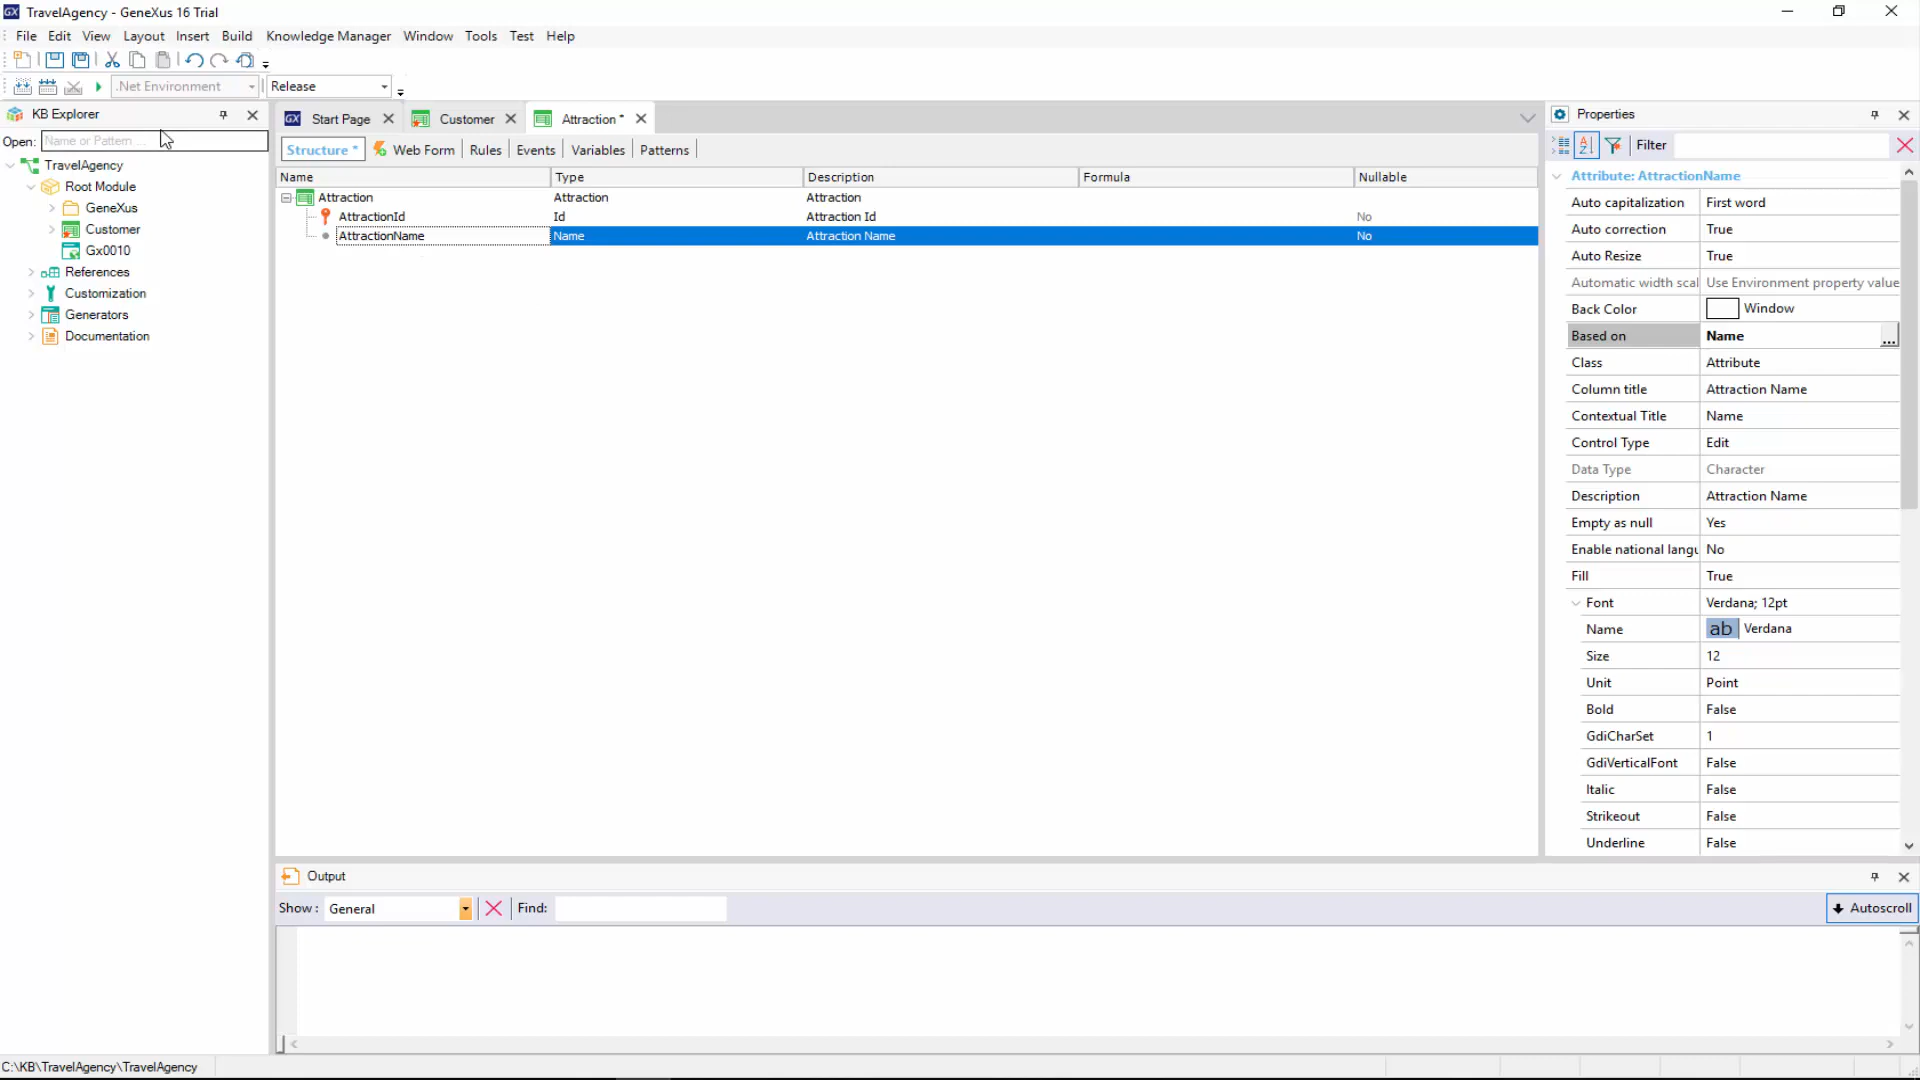 TravelAgency - GeneXus 16 Trial
File Edit View Layout Insert Build Knowledge Manager Window Tools Test Help
.Net Environment Release
KB Explorer
Open: Name or Pattern ...
TravelAgency
Root Module
GeneXus
Customer
Gx0010
References
Customization
Generators
Documentation
Start Page Customer Attraction *
Structure * Web Form Rules Events Variables Patterns
Name Type Description Formula Nullable
Attraction Attraction Attraction
AttractionId Id Attraction Id No
AttractionName Name Attraction Name No
Output
Show : General Find: Autoscroll
Properties
Filter
Attribute: AttractionName
Auto capitalization First word
Auto correction True
Auto Resize True
Automatic width scal Use Environment property value
Back Color Window
Based on Name ...
Class Attribute
Column title Attraction Name
Contextual Title Name
Control Type Edit
Data Type Character
Description Attraction Name
Empty as null Yes
Enable national langu No
Fill True
Font Verdana; 12pt
Name ab Verdana
Size 12
Unit Point
Bold False
GdiCharSet 1
GdiVerticalFont False
Italic False
Strikeout False
Underline False
C:\KB\TravelAgency\TravelAgency